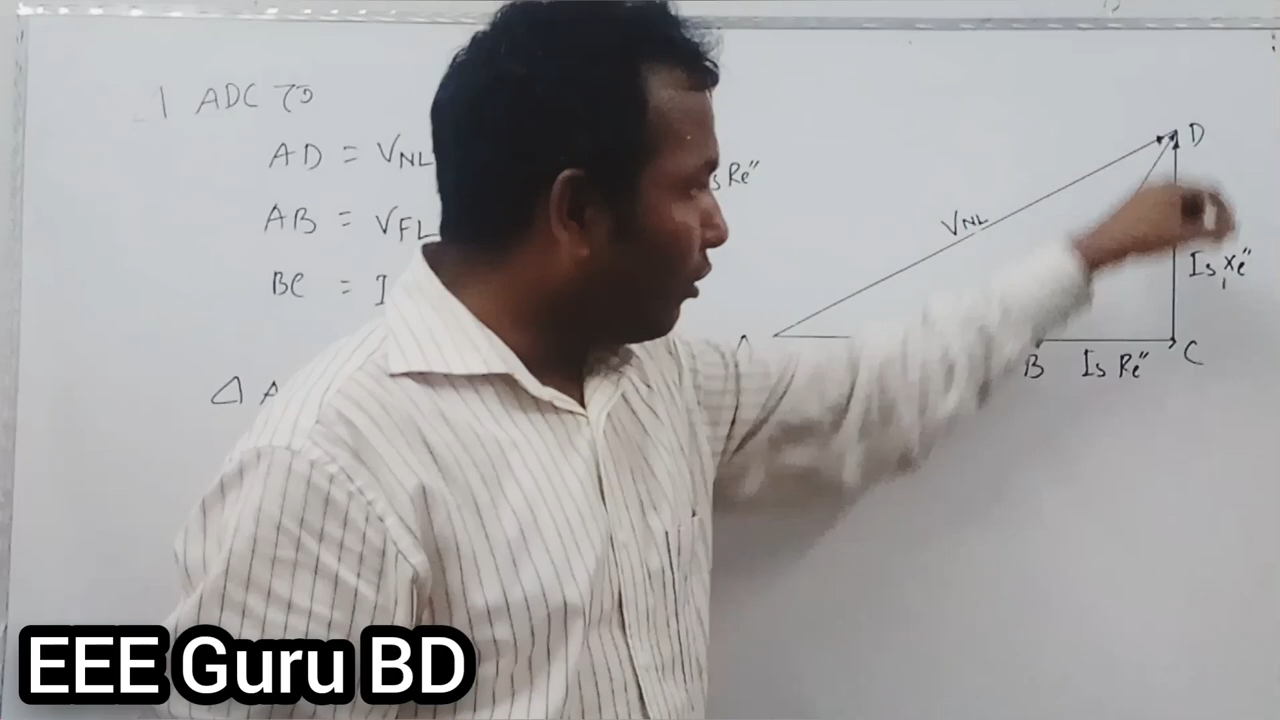 ADC তে
AD = VNL
AB = VFL
BC = I
Δ A
s Re"
VNL
D
Is Xe"
B
Is Re"
C
EEE Guru BD